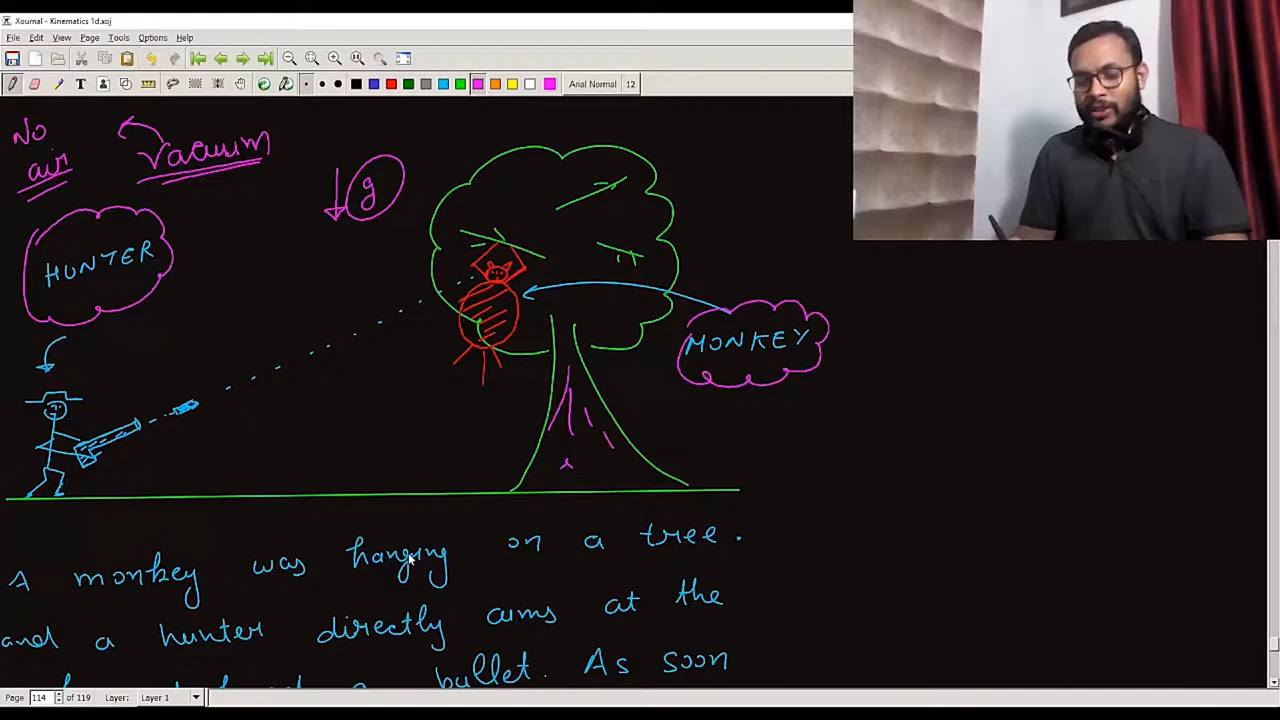 Xournal - Kinematics 1d.xoj
File Edit View Page Tools Options Help
T Arial Normal 12
No
air
Vacuum
g
HUNTER
MONKEY
A monkey was hanging on a tree.
and a hunter directly aims at the
bullet. As soon
Page 114 of 119 Layer: Layer 1